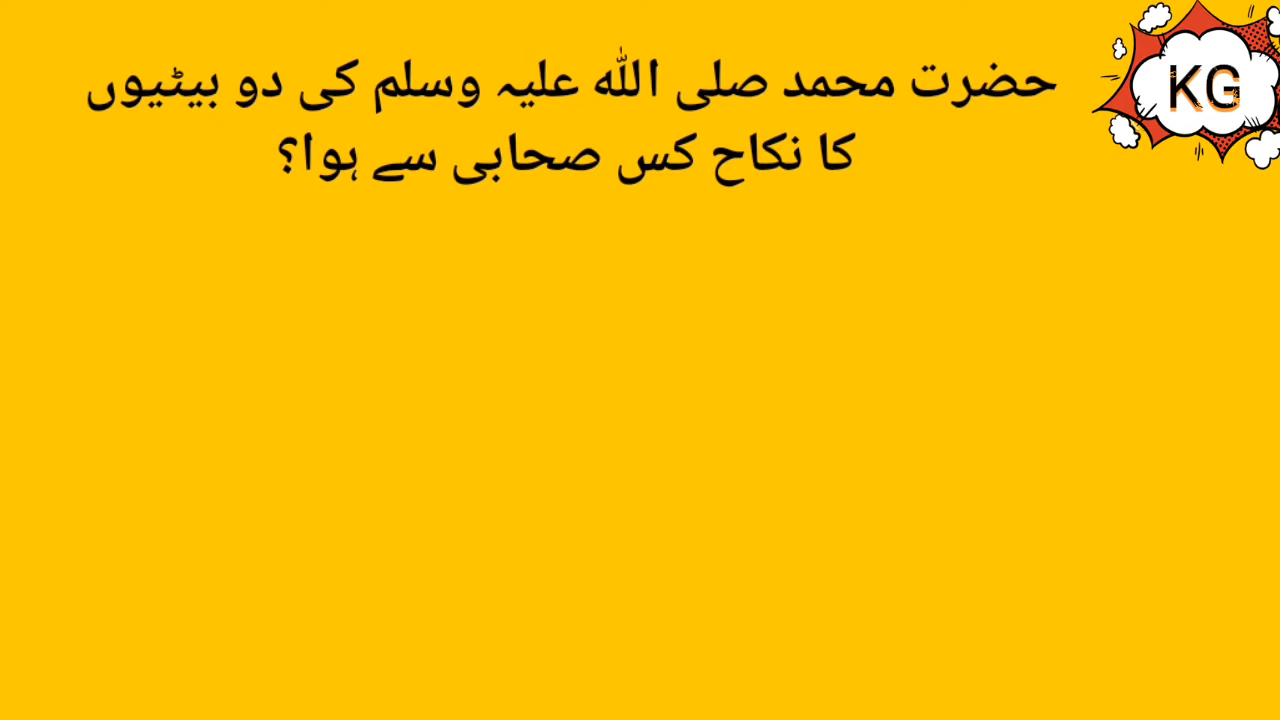 حضرت محمد صلی اللہ علیہ وسلم کی دو بیٹیوں
کا نکاح کس صحابی سے ہوا؟
KG